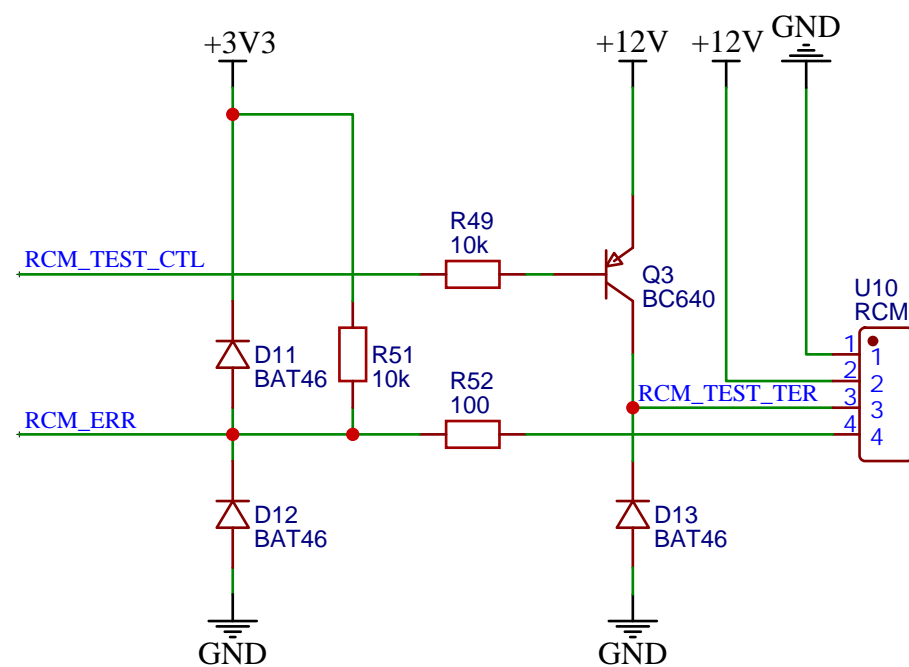 GND
+3V3
+12V
+12V
R49
10k
RCM_TEST_CTL
Q3
BC640
U10
RCM
D11
BAT46
R51
10k
R52
100
RCM_TEST_TER
1
1
2
2
3
3
4
4
RCM_ERR
D12
BAT46
D13
BAT46
GND
GND